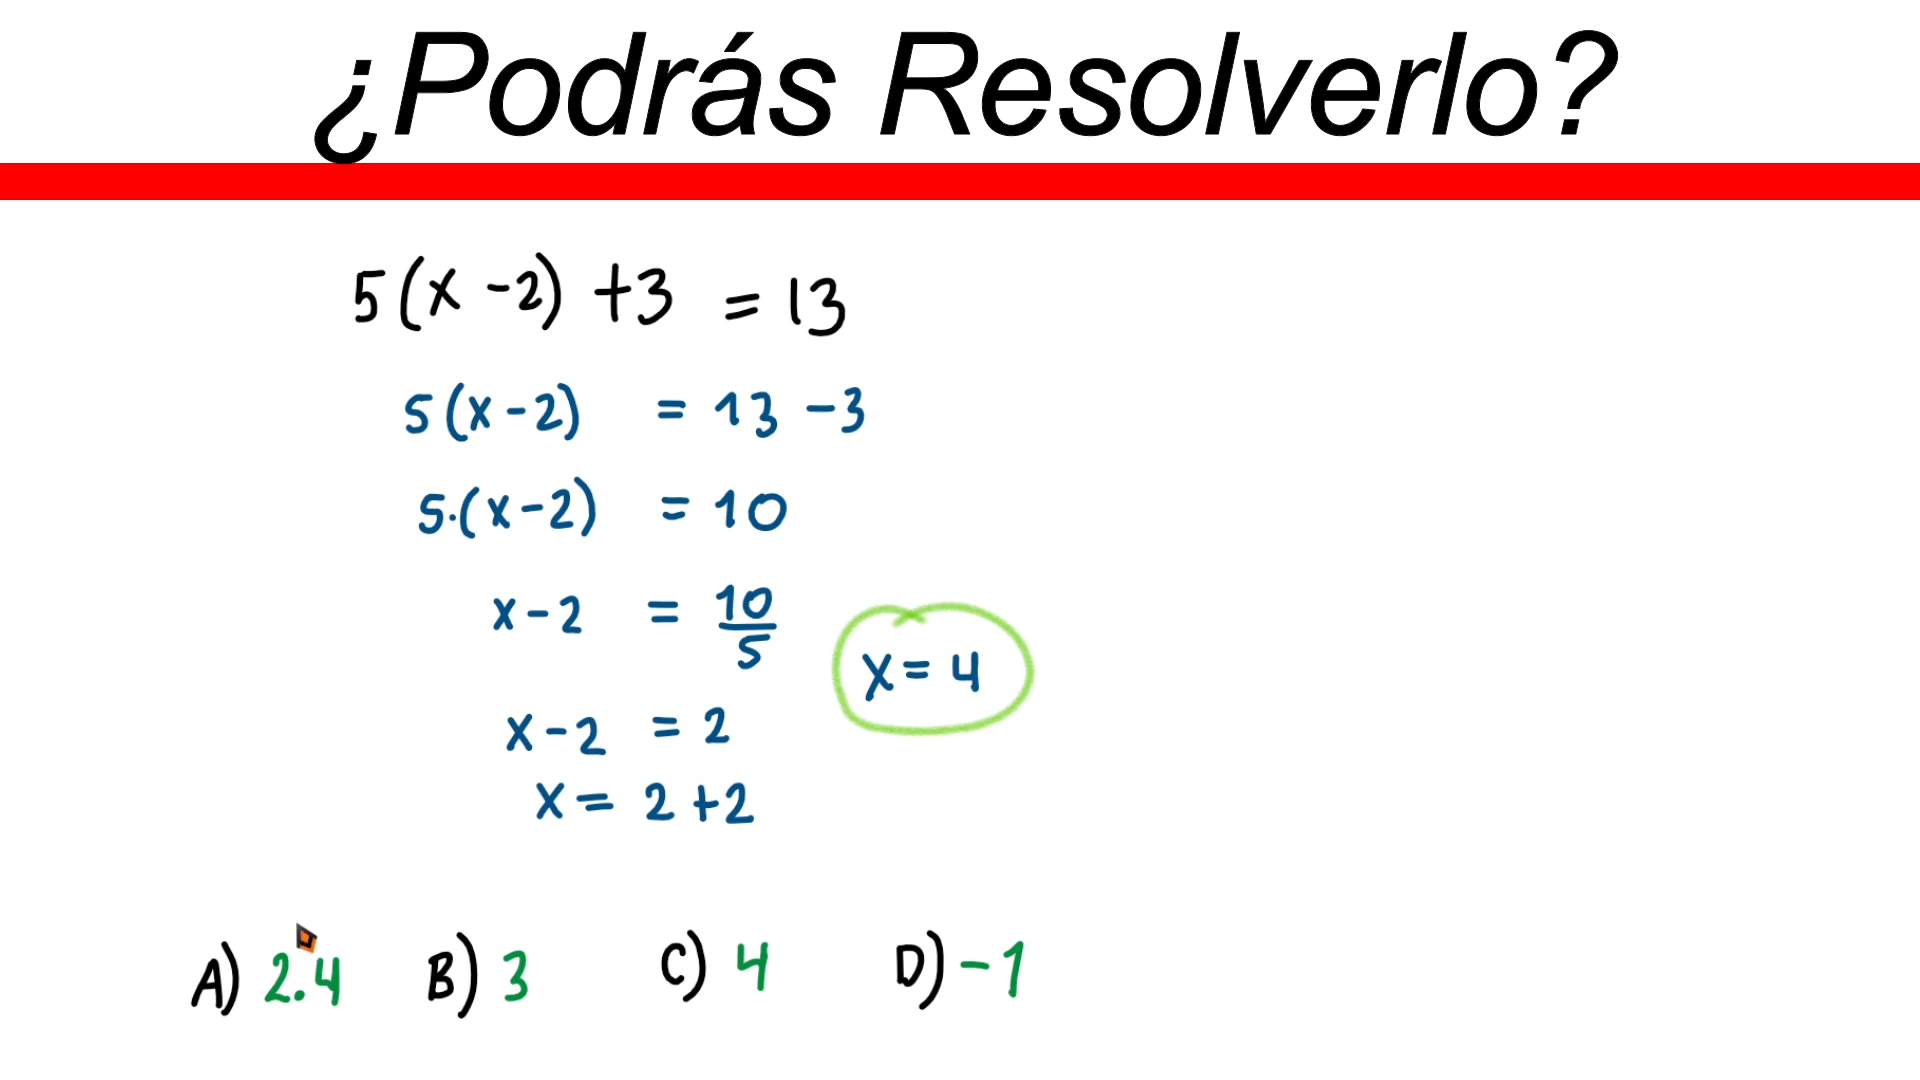 ¿Podrás Resolverlo?
5(x -2) +3 = 13
5(x-2) = 13 -3
5·(x-2) = 10
x-2 = 10/5
x = 4
x-2 = 2
x = 2 +2
A) 2.4 B) 3 C) 4 D) -1